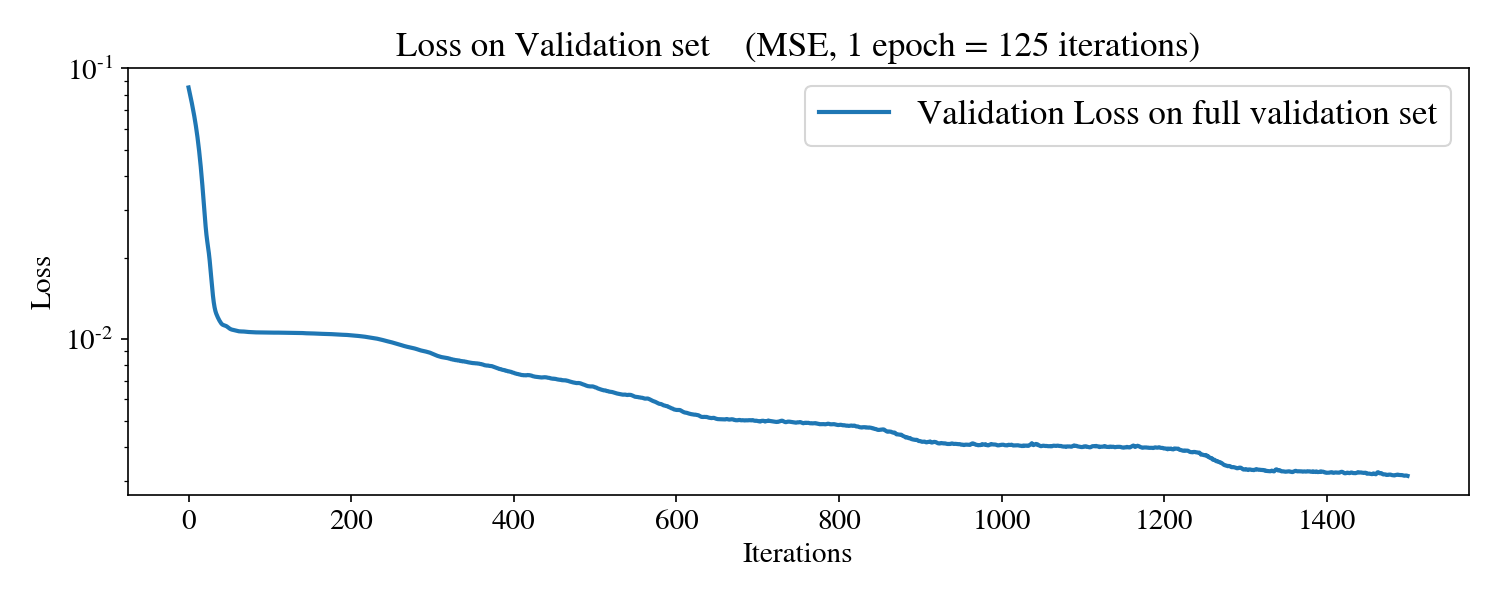 Loss on Validation set (MSE, 1 epoch = 125 iterations)
10⁻¹
Validation Loss on full validation set
Loss
10⁻²
0 200 400 600 800 1000 1200 1400
Iterations